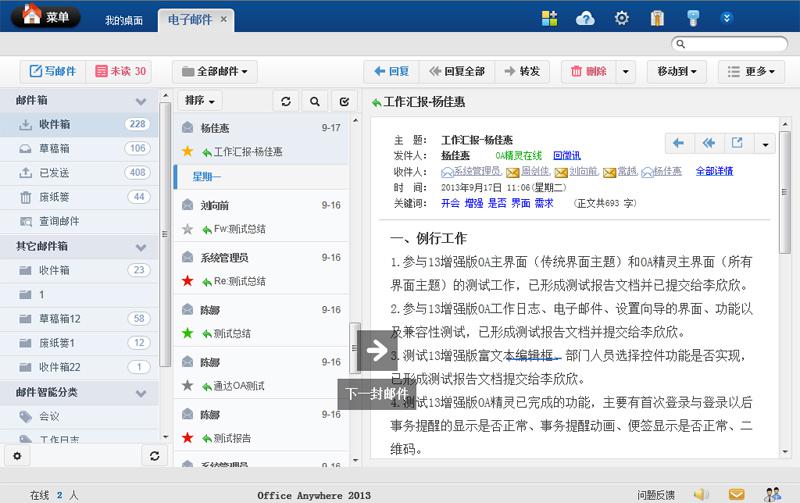 菜单
我的桌面
电子邮件 ×
写邮件
未读 30
全部邮件
回复
回复全部
转发
删除
移动到
更多
邮件箱
收件箱 228
草稿箱 106
已发送 408
废纸篓 44
查询邮件
其它邮件箱
收件箱 23
1
草稿箱12 58
废纸篓1 12
收件箱22 1
邮件智能分类
会议
工作日志
排序
杨佳惠 9-17
工作汇报-杨佳惠
星期一
刘向前 9-16
Fw:测试总结
系统管理员 9-16
Re:测试总结
陈娜 9-16
测试总结
陈娜 9-16
通达OA测试
陈娜 9-16
测试报告
系统管理员 9-16
工作汇报-杨佳惠
主 题: 工作汇报-杨佳惠
发件人: 杨佳惠 OA精灵在线 回微讯
收件人: 系统管理员, 周创佳, 刘向前, 常越, 杨佳惠 全部详情
时 间: 2013年9月17日 11:06(星期二)
关键词: 开会 增强 是否 界面 需求 (正文共693 字)
一、例行工作
1.参与13增强版OA主界面（传统界面主题）和OA精灵主界面（所有
界面主题）的测试工作，已形成测试报告文档并已提交给李欣欣。
2.参与13增强版OA工作日志、电子邮件、设置向导的界面、功能以
及兼容性测试，已形成测试报告文档并提交给李欣欣。
3.测试13增强版富文本编辑框、部门人员选择控件功能是否实现，
已形成测试报告文档提交给李欣欣。
4.测试13增强版OA精灵已完成的功能，主要有首次登录与登录以后
事务提醒的显示是否正常、事务提醒动画、便签显示是否正常、二
维码。
下一封邮件
在线 2 人
Office Anywhere 2013
问题反馈